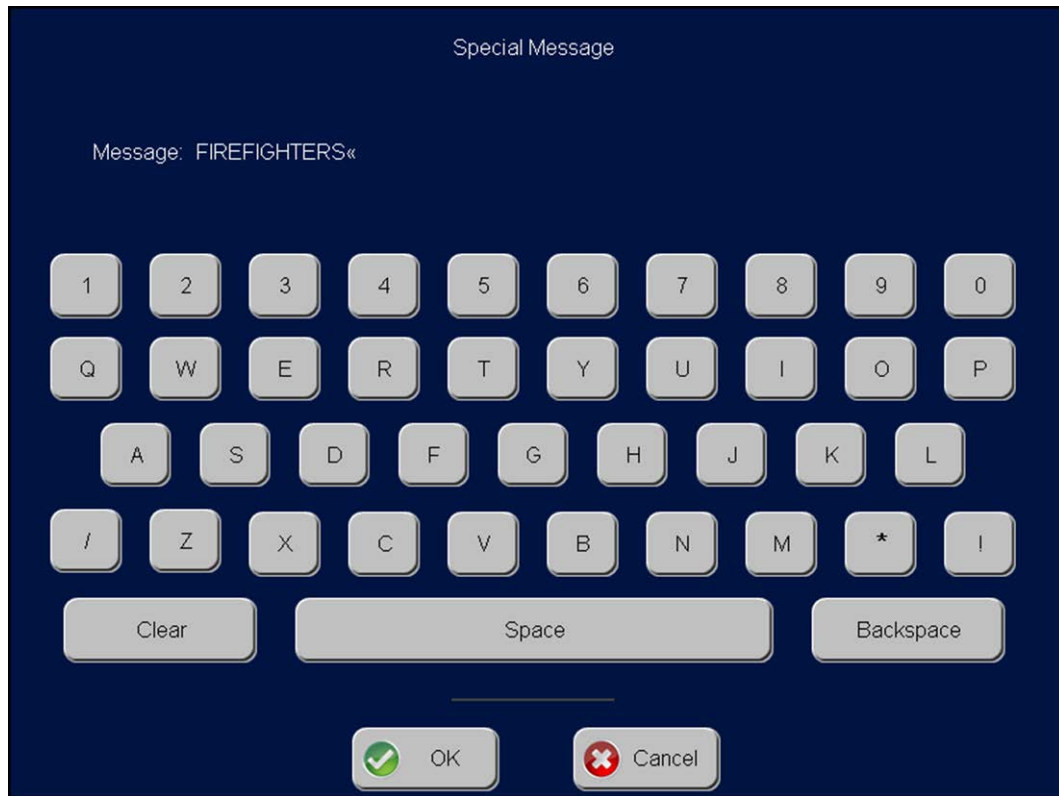 Special Message
Message: FIREFIGHTERS«
1 2 3 4 5 6 7 8 9 0
Q W E R T Y U I O P
A S D F G H J K L
/ Z X C V B N M * !
Clear Space Backspace
OK Cancel